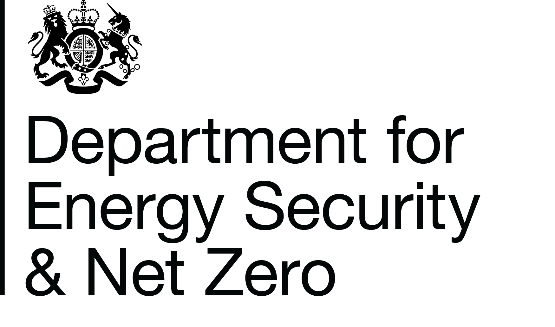 Department for
Energy Security
& Net Zero